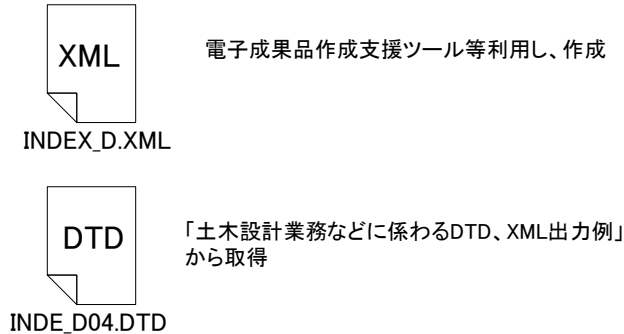 XML
電子成果品作成支援ツール等利用し、作成
INDEX_D.XML
DTD
「土木設計業務などに係わるDTD、XML出力例」
から取得
INDE_D04.DTD